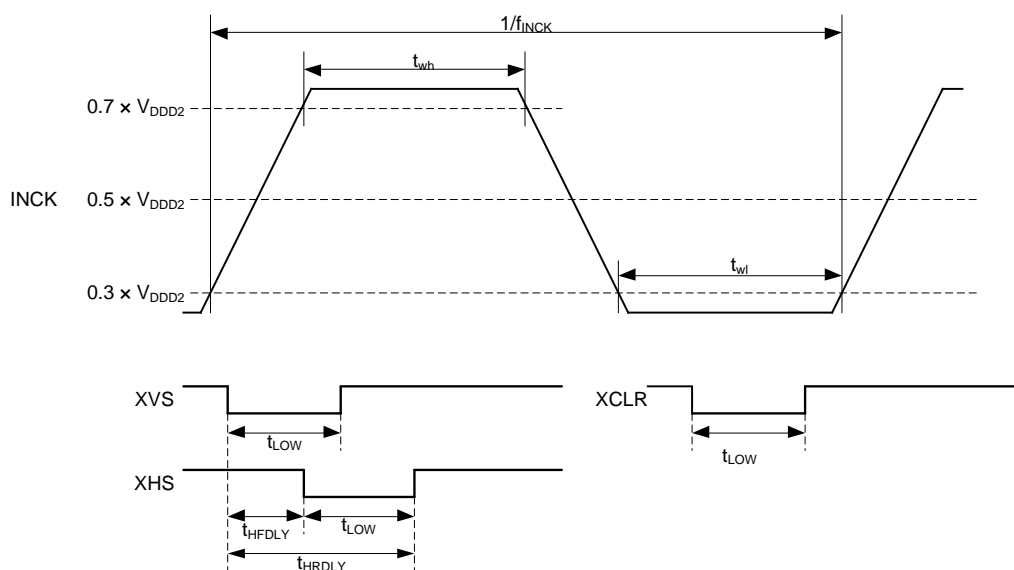 1/fINCK
twh
0.7 × VDDD2
INCK
0.5 × VDDD2
twl
0.3 × VDDD2
XVS
tLOW
XCLR
tLOW
XHS
tHFDLY
tLOW
tHRDLY